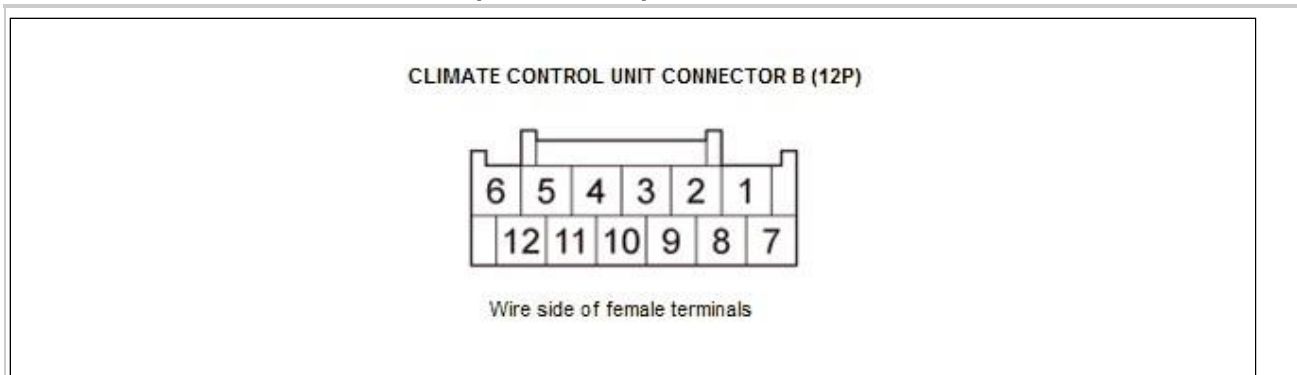 CLIMATE CONTROL UNIT CONNECTOR B (12P)
6 5 4 3 2 1
12 11 10 9 8 7
Wire side of female terminals